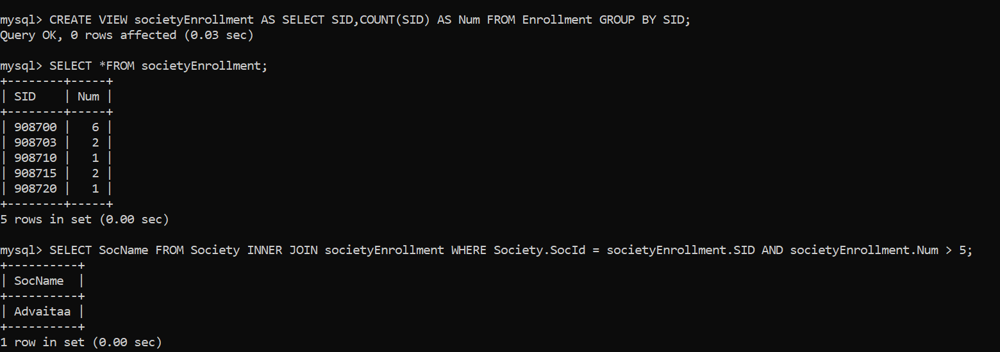 mysql> CREATE VIEW societyEnrollment AS SELECT SID,COUNT(SID) AS Num FROM Enrollment GROUP BY SID;
Query OK, 0 rows affected (0.03 sec)
mysql> SELECT *FROM societyEnrollment;
+--------+-----+
| SID    | Num |
+--------+-----+
| 908700 |   6 |
| 908703 |   2 |
| 908710 |   1 |
| 908715 |   2 |
| 908720 |   1 |
+--------+-----+
5 rows in set (0.00 sec)
mysql> SELECT SocName FROM Society INNER JOIN societyEnrollment WHERE Society.SocId = societyEnrollment.SID AND societyEnrollment.Num > 5;
+----------+
| SocName  |
+----------+
| Advaitaa |
+----------+
1 row in set (0.00 sec)